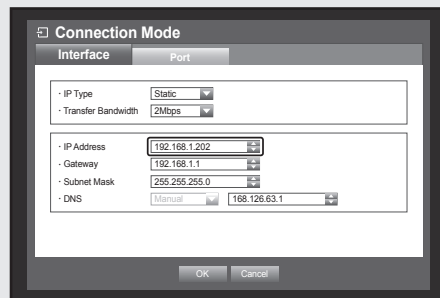 Connection Mode
Interface Port
· IP Type Static
· Transfer Bandwidth 2Mbps
· IP Address 192.168.1.202
· Gateway 192.168.1.1
· Subnet Mask 255.255.255.0
· DNS Manual 168.126.63.1
OK Cancel